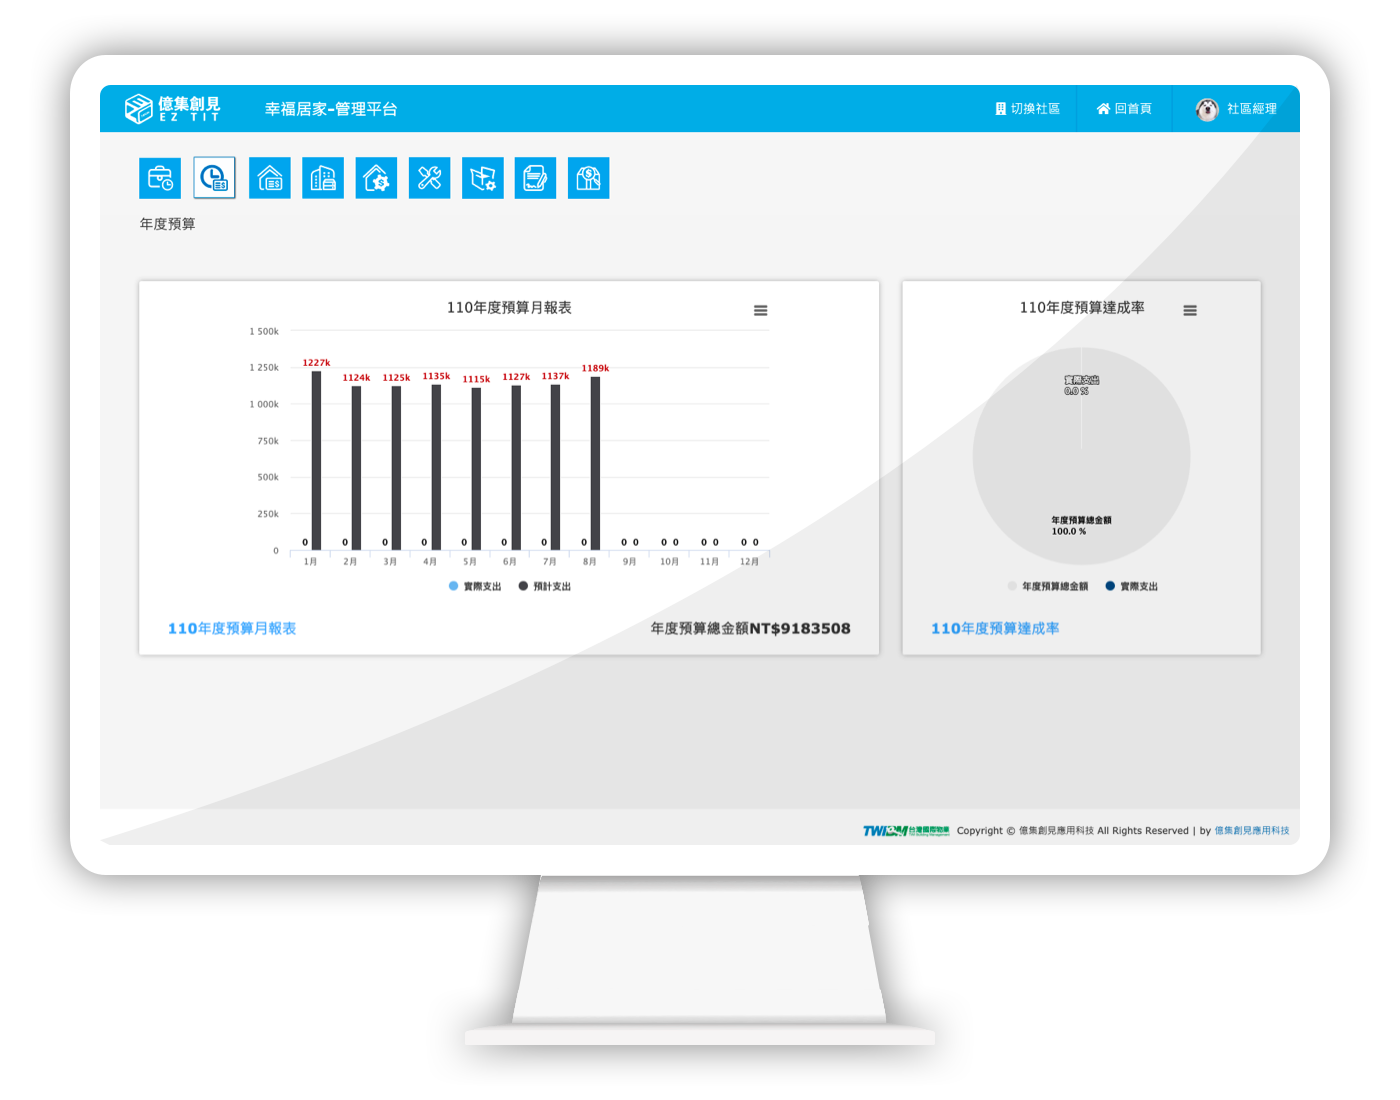 億集創見
EZ TIT
幸福居家-管理平台
切換社區
回首頁
社區經理
年度預算
110年度預算月報表
1 500k
1 250k
1 000k
750k
500k
250k
0
1227k
1124k
1125k
1135k
1115k
1127k
1137k
1189k
0 0 0 0 0 0 0 0 0 0 0 0 0 0 0 0
1月 2月 3月 4月 5月 6月 7月 8月 9月 10月 11月 12月
實際支出 預計支出
110年度預算月報表
年度預算總金額NT$9183508
110年度預算達成率
實際支出
0.0 %
年度預算總金額
100.0 %
年度預算總金額 實際支出
110年度預算達成率
台灣國際物業
Copyright © 億集創見應用科技 All Rights Reserved | by 億集創見應用科技